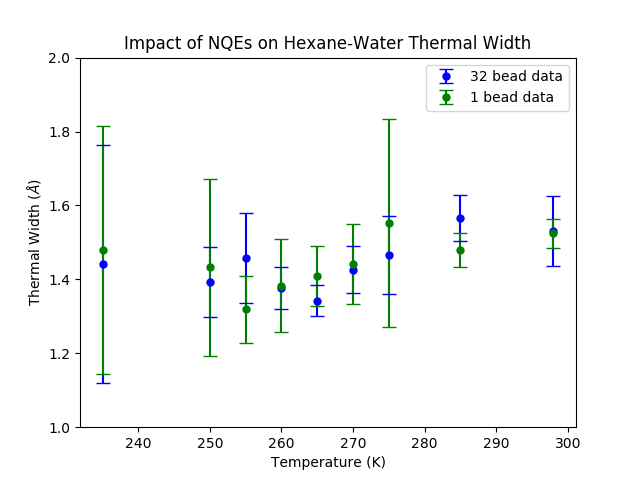 Impact of NQEs on Hexane-Water Thermal Width
2.0
1.8
1.6
1.4
1.2
1.0
Thermal Width (Å)
32 bead data
1 bead data
240 250 260 270 280 290 300
Temperature (K)